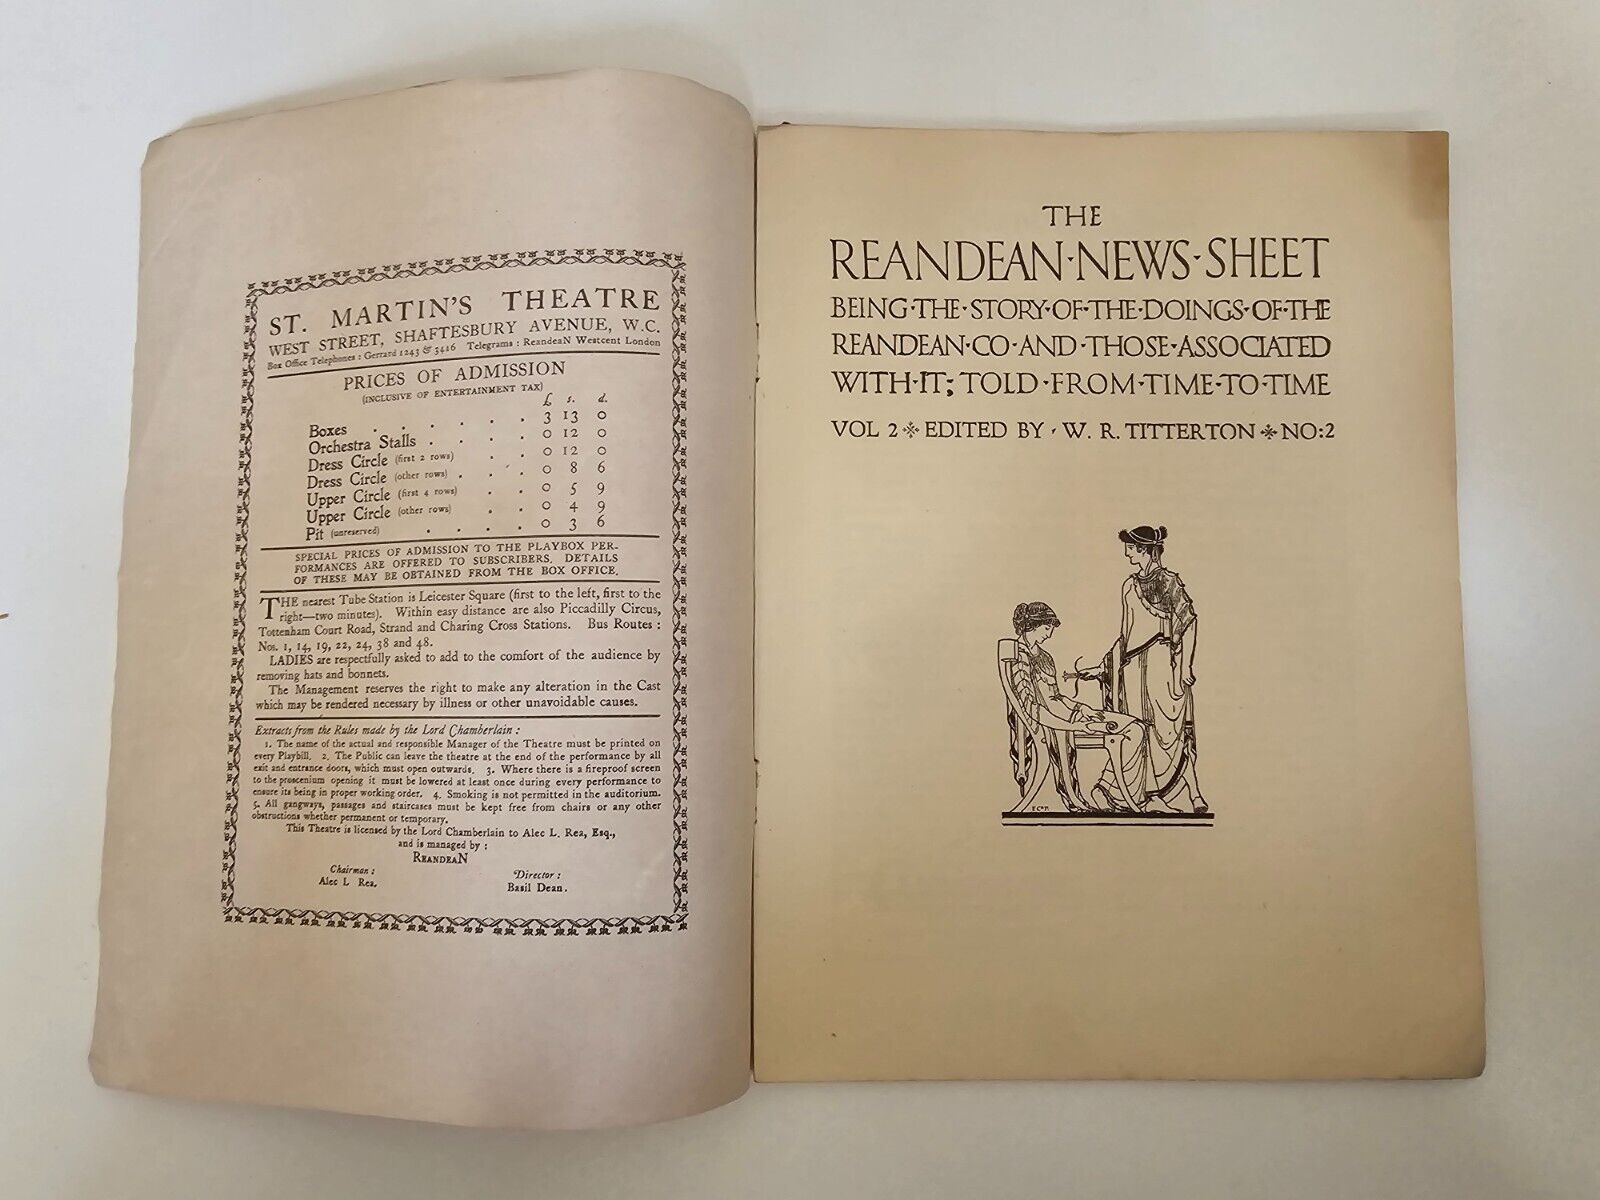 ST. MARTIN'S THEATRE
WEST STREET, SHAFTESBURY AVENUE, W.C.
Box Office Telephones : Gerrard 1243 & 3416 Telegrams : ReandeaN Westcent London
PRICES OF ADMISSION
(INCLUSIVE OF ENTERTAINMENT TAX)
£ s. d.
Boxes . . . . . . 3 13 0
Orchestra Stalls . . . . 0 12 0
Dress Circle (first 2 rows) . . 0 12 0
Dress Circle (other rows) . . . 0 8 6
Upper Circle (first 4 rows) . . 0 5 9
Upper Circle (other rows) . . 0 4 9
Pit (unreserved) . . . . 0 3 6
SPECIAL PRICES OF ADMISSION TO THE PLAYBOX PER-
FORMANCES ARE OFFERED TO SUBSCRIBERS. DETAILS
OF THESE MAY BE OBTAINED FROM THE BOX OFFICE.
THE nearest Tube Station is Leicester Square (first to the left, first to the
right—two minutes). Within easy distance are also Piccadilly Circus,
Tottenham Court Road, Strand and Charing Cross Stations. Bus Routes :
Nos. 1, 14, 19, 22, 24, 38 and 48.
LADIES are respectfully asked to add to the comfort of the audience by
removing hats and bonnets.
The Management reserves the right to make any alteration in the Cast
which may be rendered necessary by illness or other unavoidable causes.
Extracts from the Rules made by the Lord Chamberlain :
1. The name of the actual and responsible Manager of the Theatre must be printed on
every Playbill. 2. The Public can leave the theatre at the end of the performance by all
exit and entrance doors, which must open outwards. 3. Where there is a fireproof screen
to the proscenium opening it must be lowered at least once during every performance to
ensure its being in proper working order. 4. Smoking is not permitted in the auditorium.
5. All gangways, passages and staircases must be kept free from chairs or any other
obstructions whether permanent or temporary.
This Theatre is licensed by the Lord Chamberlain to Alec L. Rea, Esq.,
and is managed by :
REANDEAN
Chairman : Director :
Alec L Rea. Basil Dean.
THE
REANDEAN·NEWS·SHEET
BEING·THE·STORY·OF·THE·DOINGS·OF·THE
REANDEAN·CO·AND·THOSE·ASSOCIATED
WITH·IT; TOLD·FROM·TIME·TO·TIME
VOL 2 EDITED BY · W. R. TITTERTON NO:2